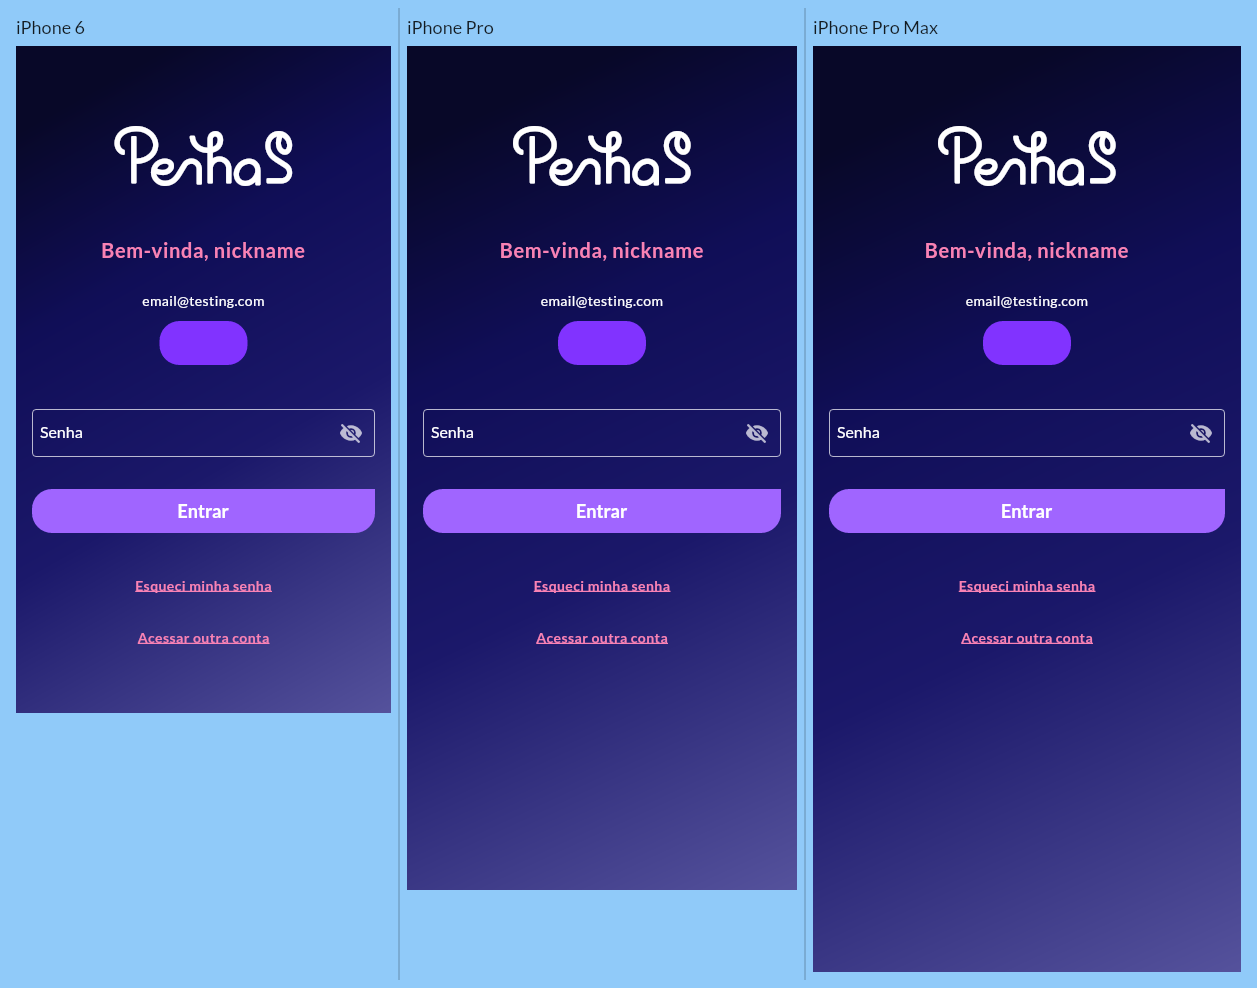 iPhone 6
PenhaS
Bem-vinda, nickname
email@testing.com
Senha
Entrar
Esqueci minha senha
Acessar outra conta
iPhone Pro
PenhaS
Bem-vinda, nickname
email@testing.com
Senha
Entrar
Esqueci minha senha
Acessar outra conta
iPhone Pro Max
PenhaS
Bem-vinda, nickname
email@testing.com
Senha
Entrar
Esqueci minha senha
Acessar outra conta